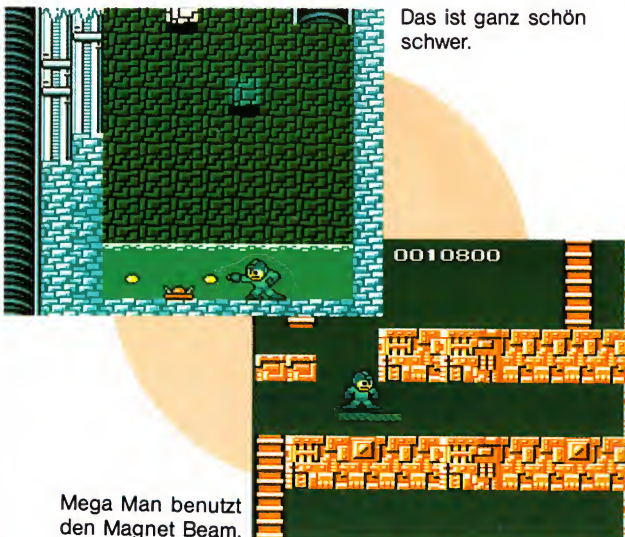 Das ist ganz schön
schwer.
0010800
Mega Man benutzt
den Magnet Beam.